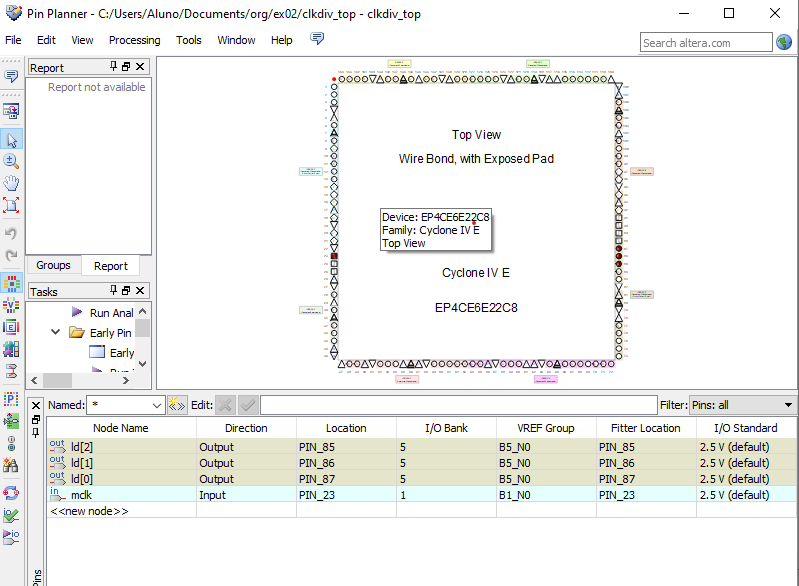 Pin Planner - C:/Users/Aluno/Documents/org/ex02/clkdiv_top - clkdiv_top
File Edit View Processing Tools Window Help
Search altera.com
Report
Report not available
Groups Report
Tasks
Run Anal
Early Pin
Early
Top View
Wire Bond, with Exposed Pad
Device: EP4CE6E22C8
Family: Cyclone IV E
Top View
Cyclone IV E
EP4CE6E22C8
Named: * Edit: Filter: Pins: all
Node Name Direction Location I/O Bank VREF Group Fitter Location I/O Standard
out ld[2] Output PIN_85 5 B5_N0 PIN_85 2.5 V (default)
out ld[1] Output PIN_86 5 B5_N0 PIN_86 2.5 V (default)
out ld[0] Output PIN_87 5 B5_N0 PIN_87 2.5 V (default)
in mclk Input PIN_23 1 B1_N0 PIN_23 2.5 V (default)
<<new node>>
Pins